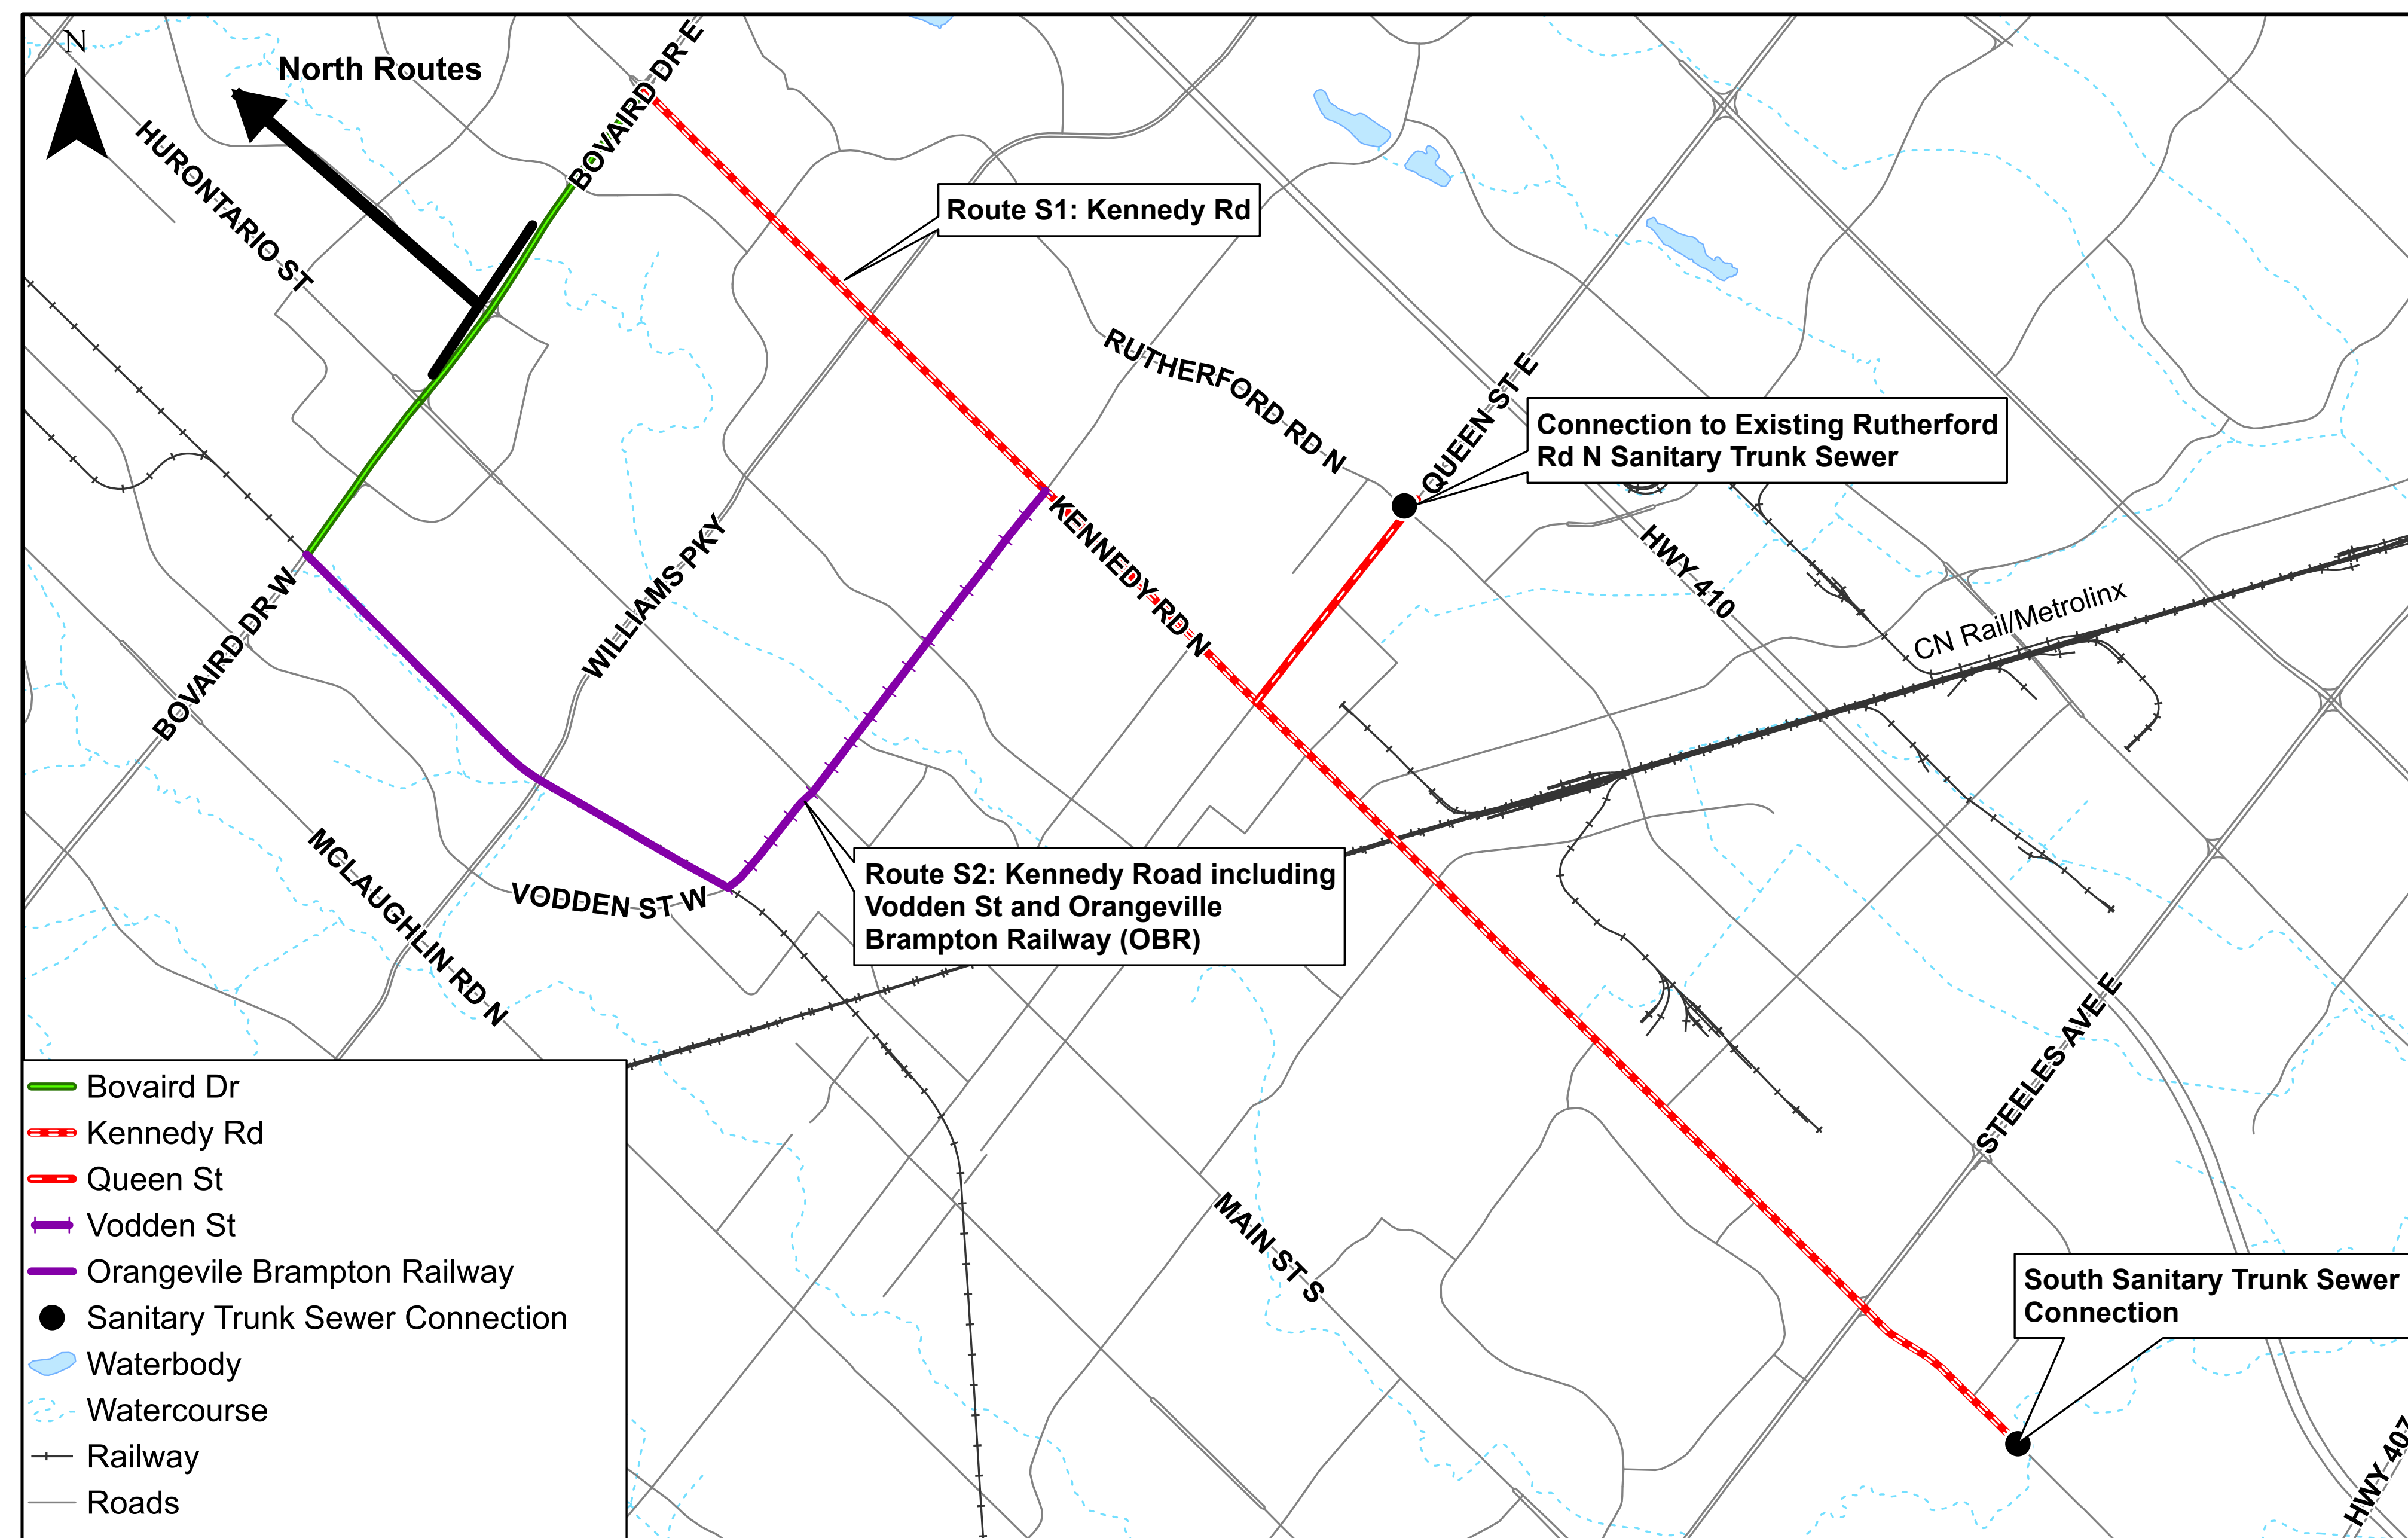 N
North Routes
BOVAIRD DR E
HURONTARIO ST
Route S1: Kennedy Rd
RUTHERFORD RD N
QUEEN ST E
Connection to Existing Rutherford
Rd N Sanitary Trunk Sewer
KENNEDY RD N
HWY 410
WILLIAMS PKY
BOVAIRD DR W
CN Rail/Metrolinx
MCLAUGHLIN RD N
VODDEN ST W
Route S2: Kennedy Road including
Vodden St and Orangeville
Brampton Railway (OBR)
STEELES AVE E
MAIN ST S
South Sanitary Trunk Sewer
Connection
HWY 407
Bovaird Dr
Kennedy Rd
Queen St
Vodden St
Orangevile Brampton Railway
Sanitary Trunk Sewer Connection
Waterbody
Watercourse
Railway
Roads